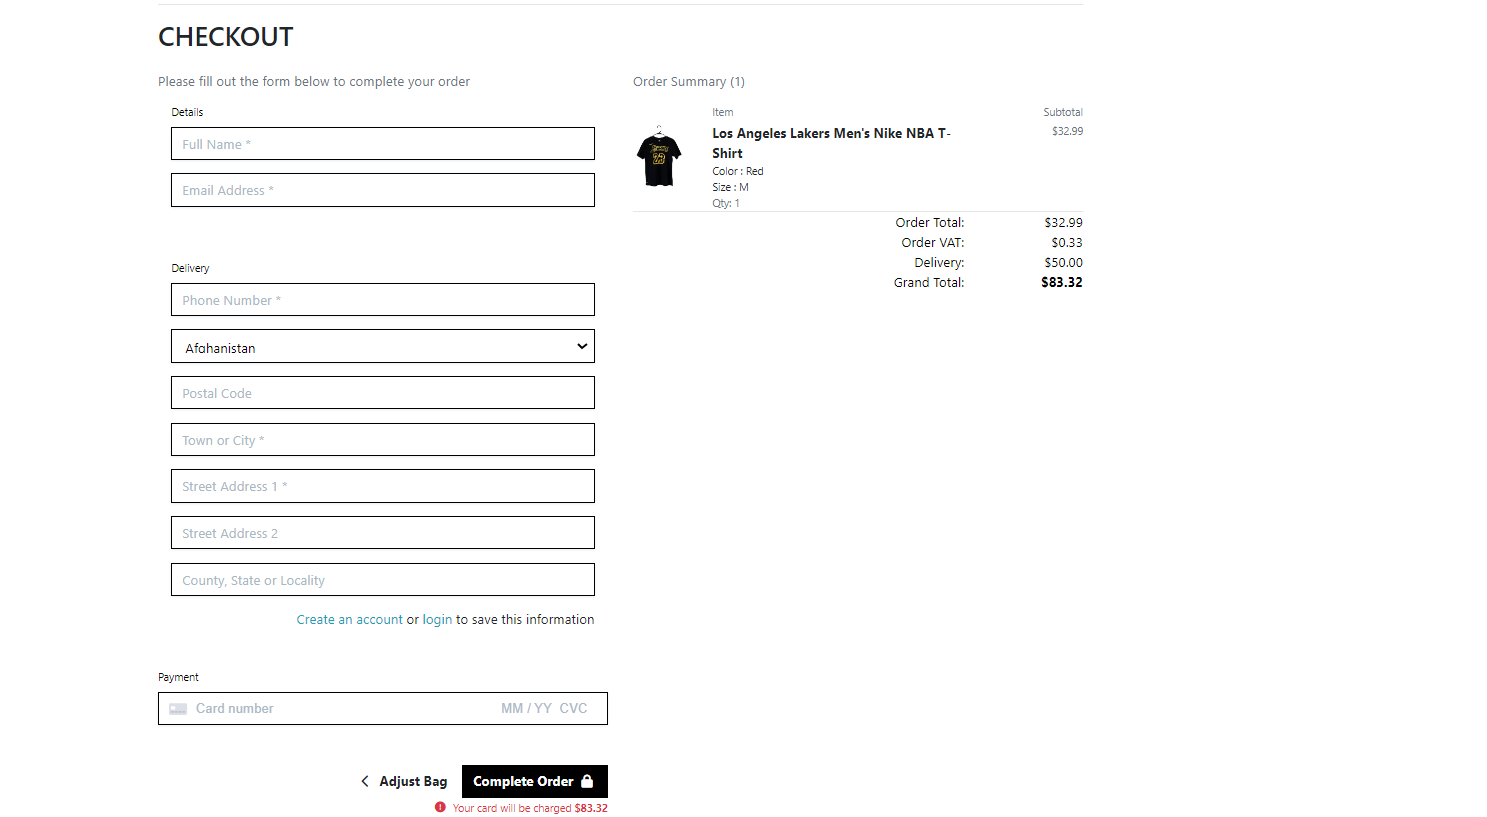 CHECKOUT
Please fill out the form below to complete your order
Details
Full Name *
Email Address *
Delivery
Phone Number *
Afghanistan
Postal Code
Town or City *
Street Address 1 *
Street Address 2
County, State or Locality
Create an account or login to save this information
Payment
Card number MM / YY CVC
Adjust Bag Complete Order
Your card will be charged $83.32
Order Summary (1)
Item Subtotal
Los Angeles Lakers Men's Nike NBA T-
Shirt
$32.99
Color : Red
Size : M
Qty: 1
23
Order Total: $32.99
Order VAT: $0.33
Delivery: $50.00
Grand Total: $83.32